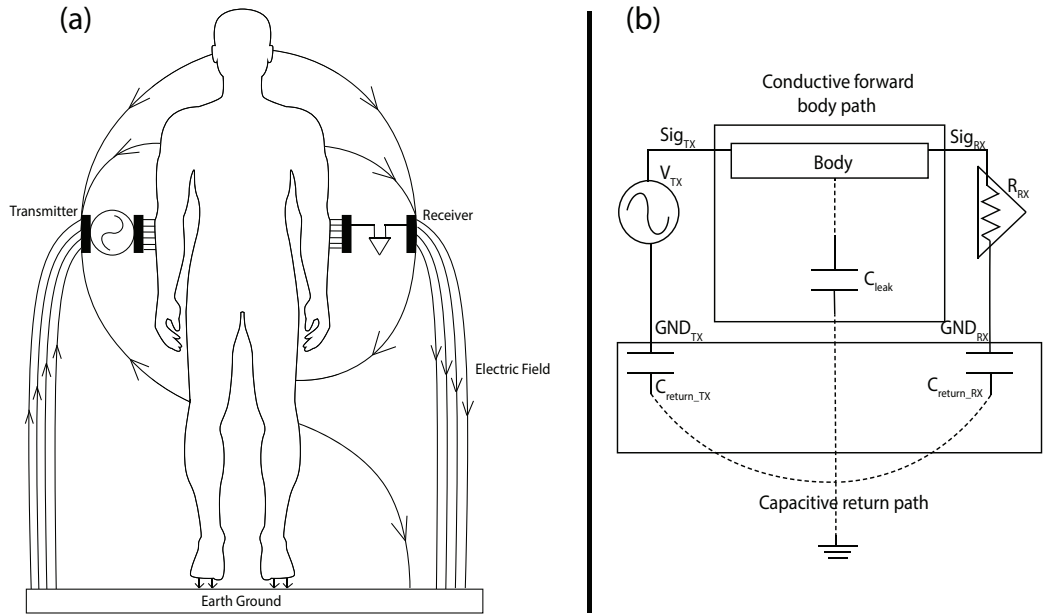 (a)
Transmitter
Receiver
Electric Field
Earth Ground
(b)
Conductive forward
body path
Sig_TX
Sig_RX
Body
V_TX
R_RX
C_leak
GND_TX
GND_RX
C_return_TX
C_return_RX
Capacitive return path